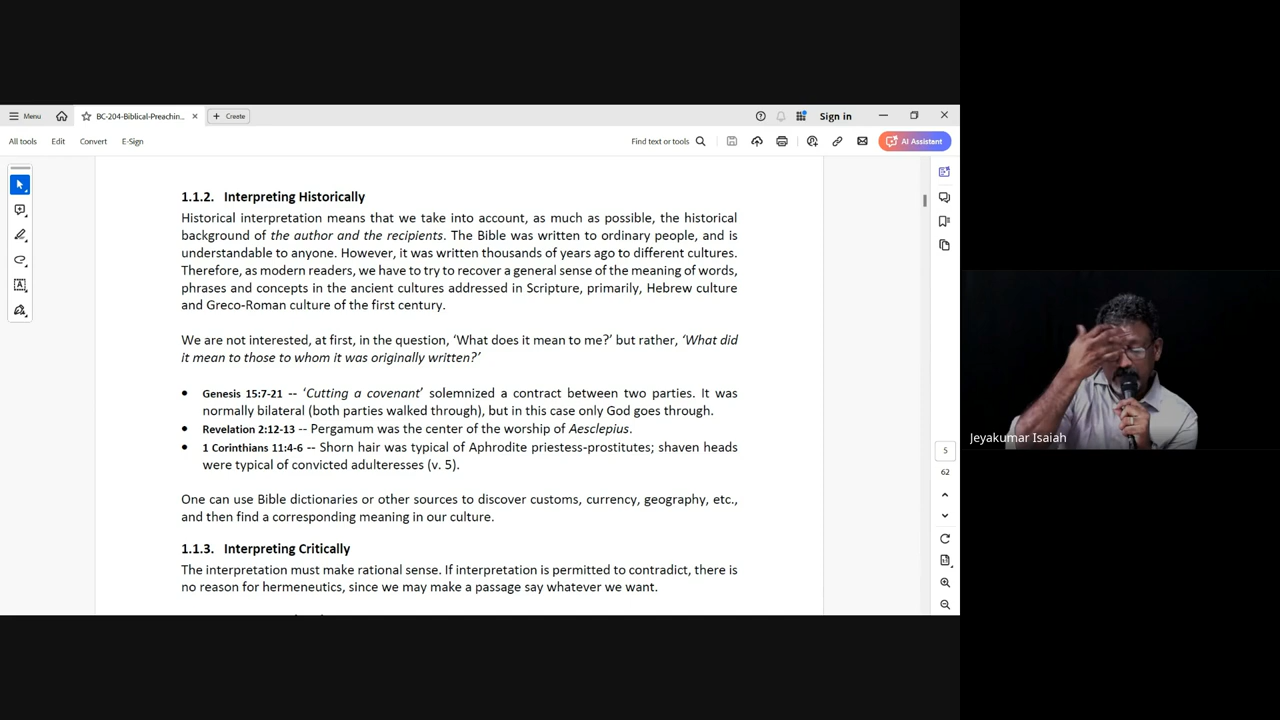 Menu
BC-204-Biblical-Preachin...
Create
Sign in
All tools
Edit
Convert
E-Sign
Find text or tools
AI Assistant
1.1.2. Interpreting Historically
Historical interpretation means that we take into account, as much as possible, the historical
background of the author and the recipients. The Bible was written to ordinary people, and is
understandable to anyone. However, it was written thousands of years ago to different cultures.
Therefore, as modern readers, we have to try to recover a general sense of the meaning of words,
phrases and concepts in the ancient cultures addressed in Scripture, primarily, Hebrew culture
and Greco-Roman culture of the first century.
We are not interested, at first, in the question, ‘What does it mean to me?’ but rather, ‘What did
it mean to those to whom it was originally written?’
• Genesis 15:7-21 -- ‘Cutting a covenant’ solemnized a contract between two parties. It was
normally bilateral (both parties walked through), but in this case only God goes through.
• Revelation 2:12-13 -- Pergamum was the center of the worship of Aesclepius.
• 1 Corinthians 11:4-6 -- Shorn hair was typical of Aphrodite priestess-prostitutes; shaven heads
were typical of convicted adulteresses (v. 5).
One can use Bible dictionaries or other sources to discover customs, currency, geography, etc.,
and then find a corresponding meaning in our culture.
1.1.3. Interpreting Critically
The interpretation must make rational sense. If interpretation is permitted to contradict, there is
no reason for hermeneutics, since we may make a passage say whatever we want.
5
62
Jeyakumar Isaiah